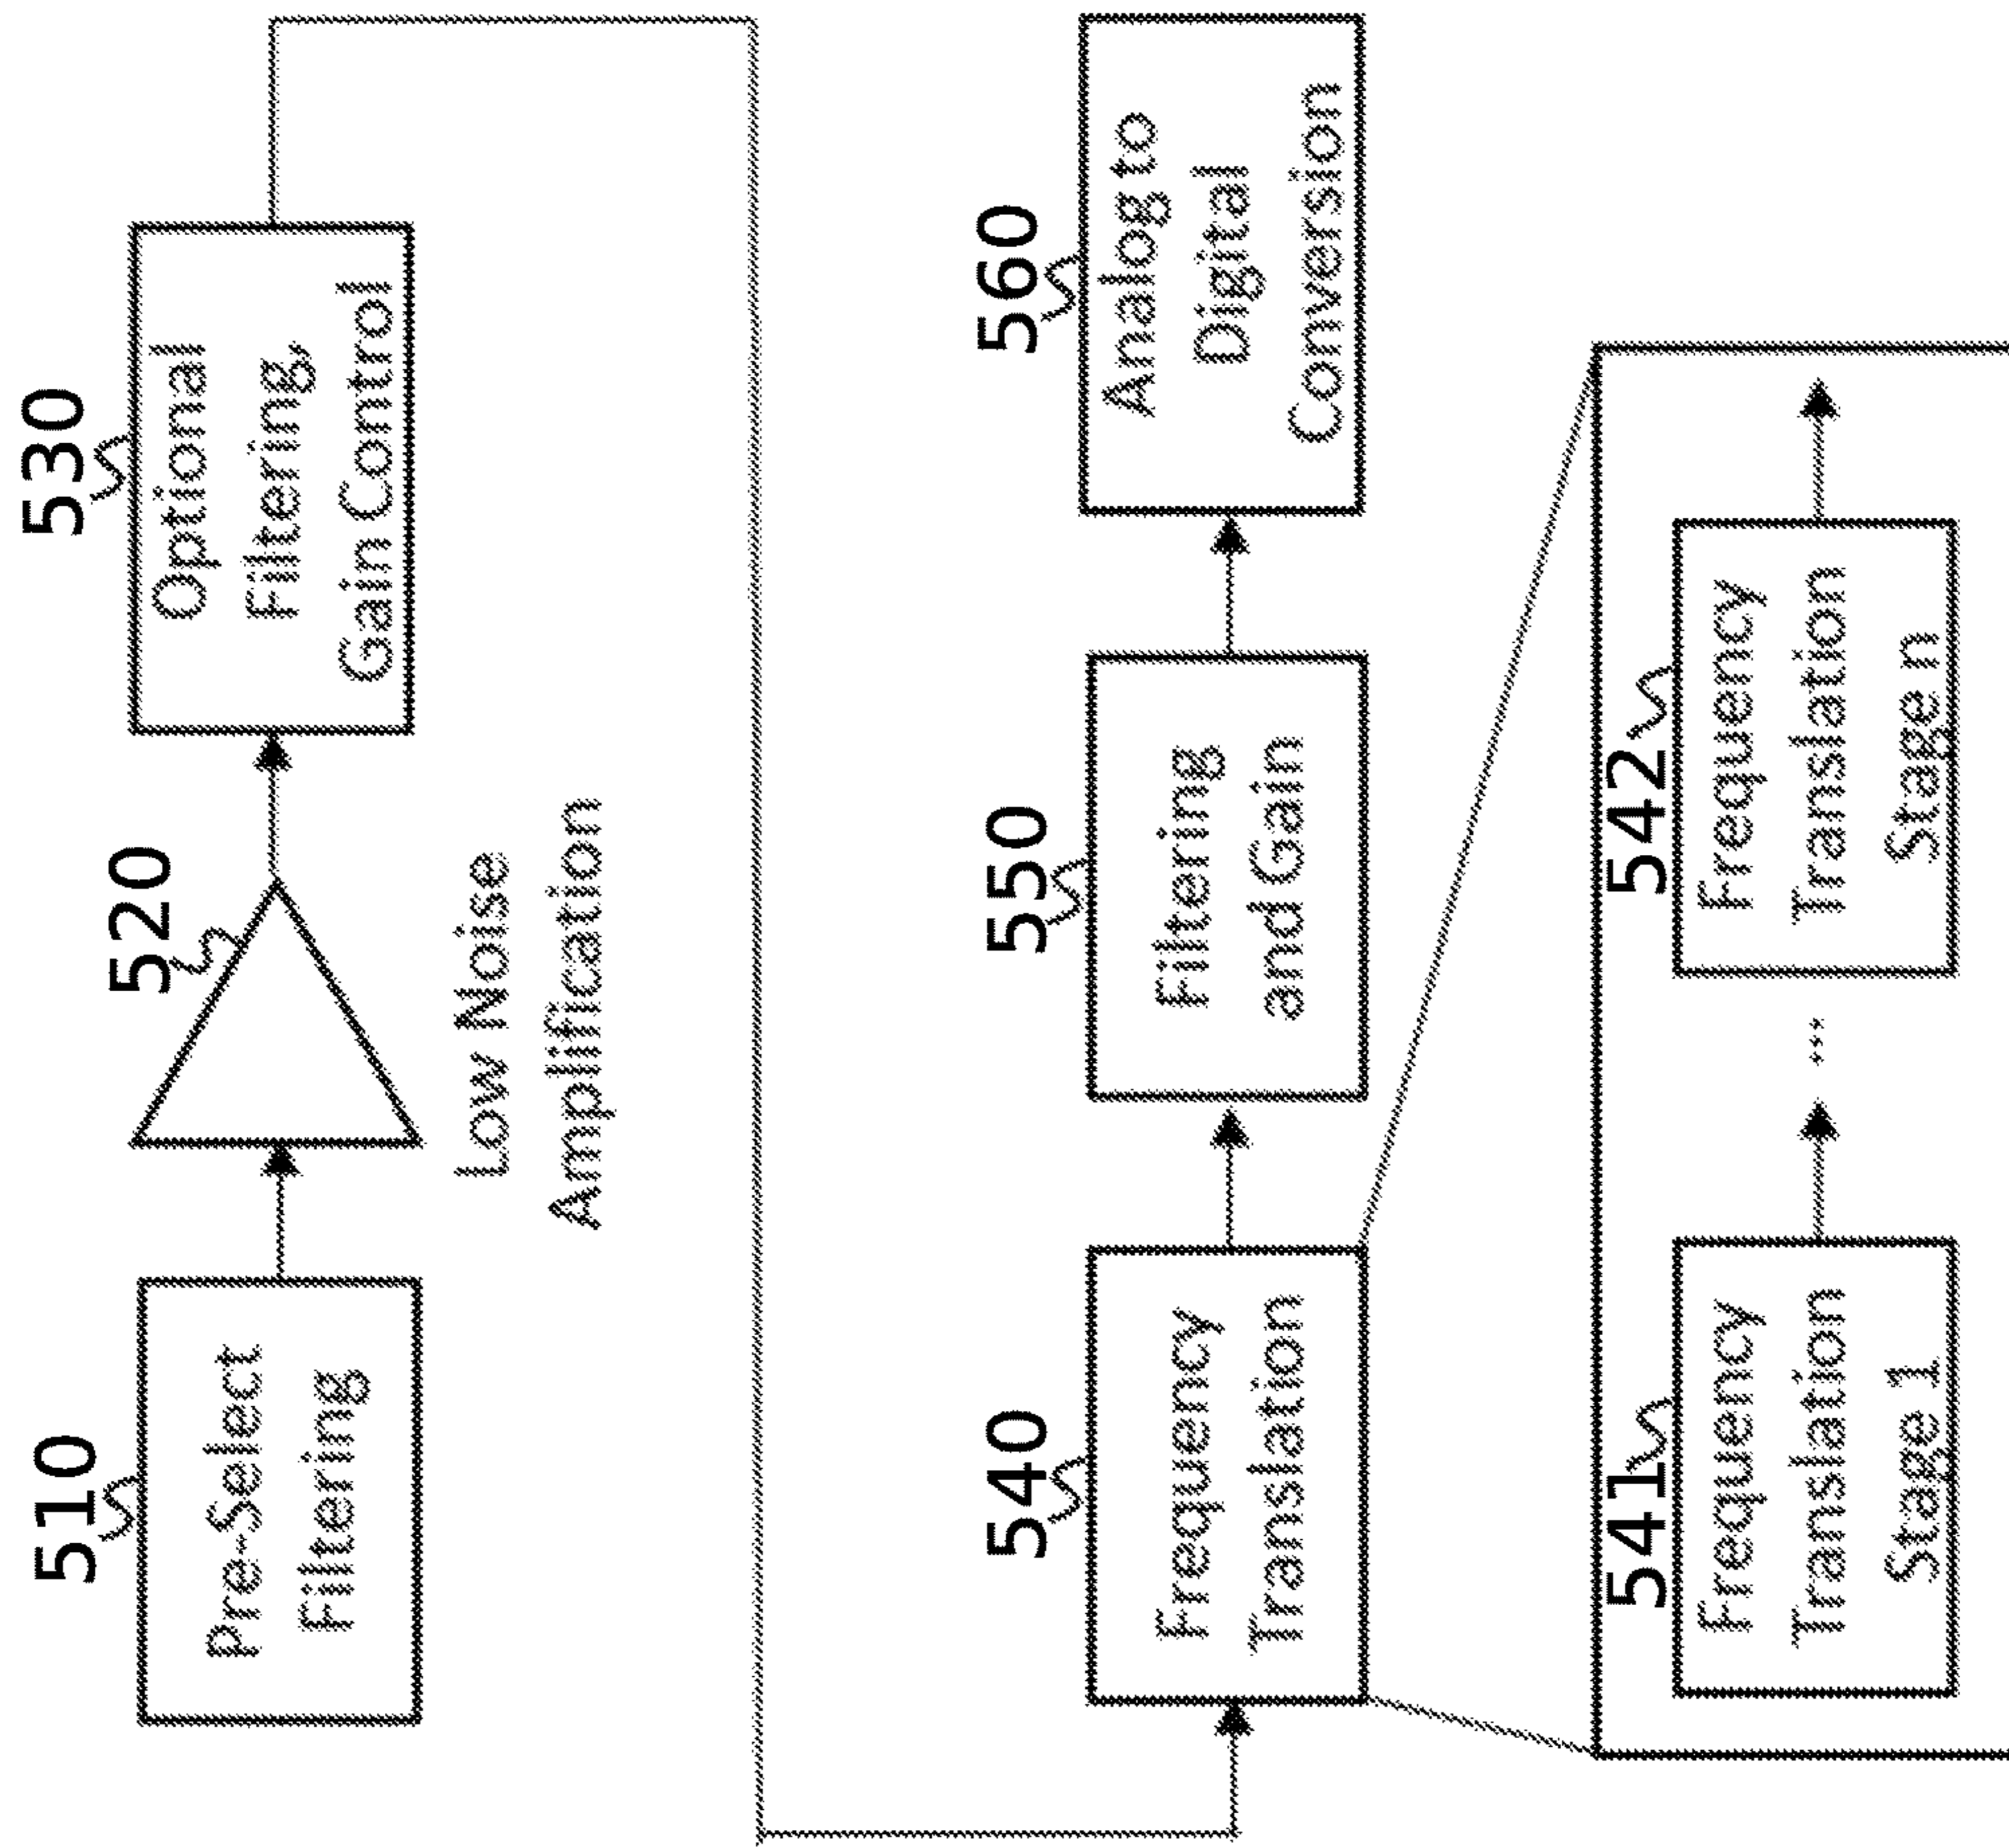 510
Pre-Select
Filtering
520
Low Noise
Amplification
530
Optional
Filtering,
Gain Control
540
Frequency
Translation
550
Filtering
and Gain
560
Analog to
Digital
Conversion
541
Frequency
Translation
Stage 1
...
542
Frequency
Translation
Stage n